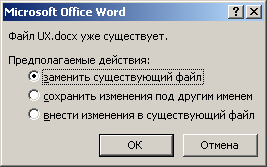 Microsoft Office Word
Файл UX.docx уже существует.
Предполагаемые действия:
заменить существующий файл
сохранить изменения под другим именем
внести изменения в существующий файл
ОК
Отмена